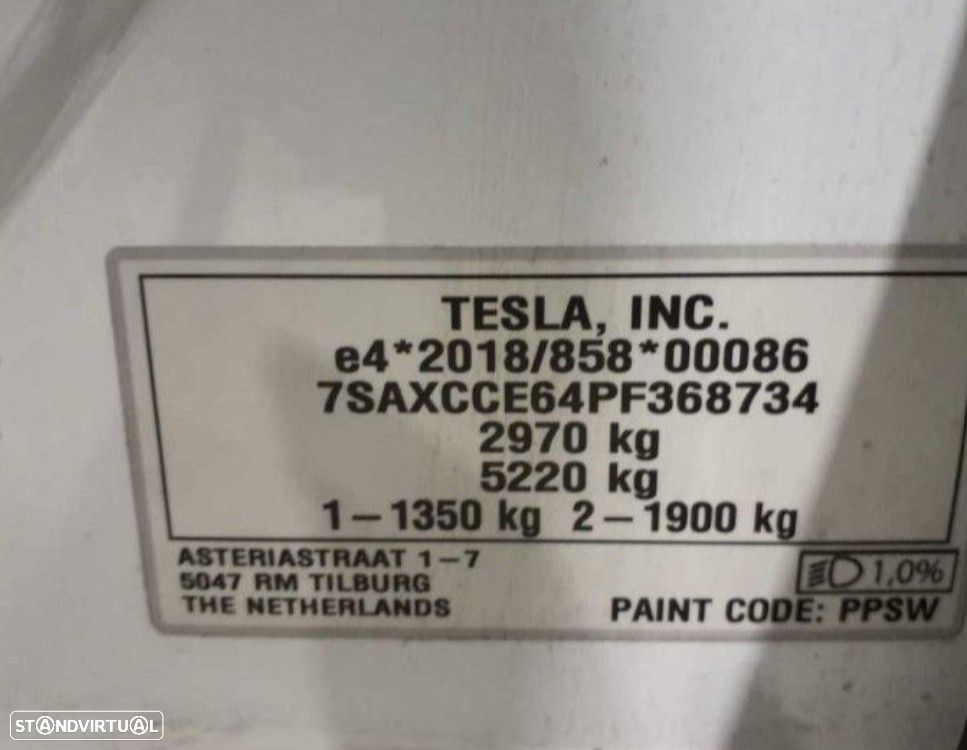 TESLA, INC.
e4*2018/858*00086
7SAXCCE64PF368734
2970 kg
5220 kg
1-1350 kg 2-1900 kg
ASTERIASTRAAT 1-7
5047 RM TILBURG
THE NETHERLANDS
1,0%
PAINT CODE: PPSW
STANDVIRTUAL